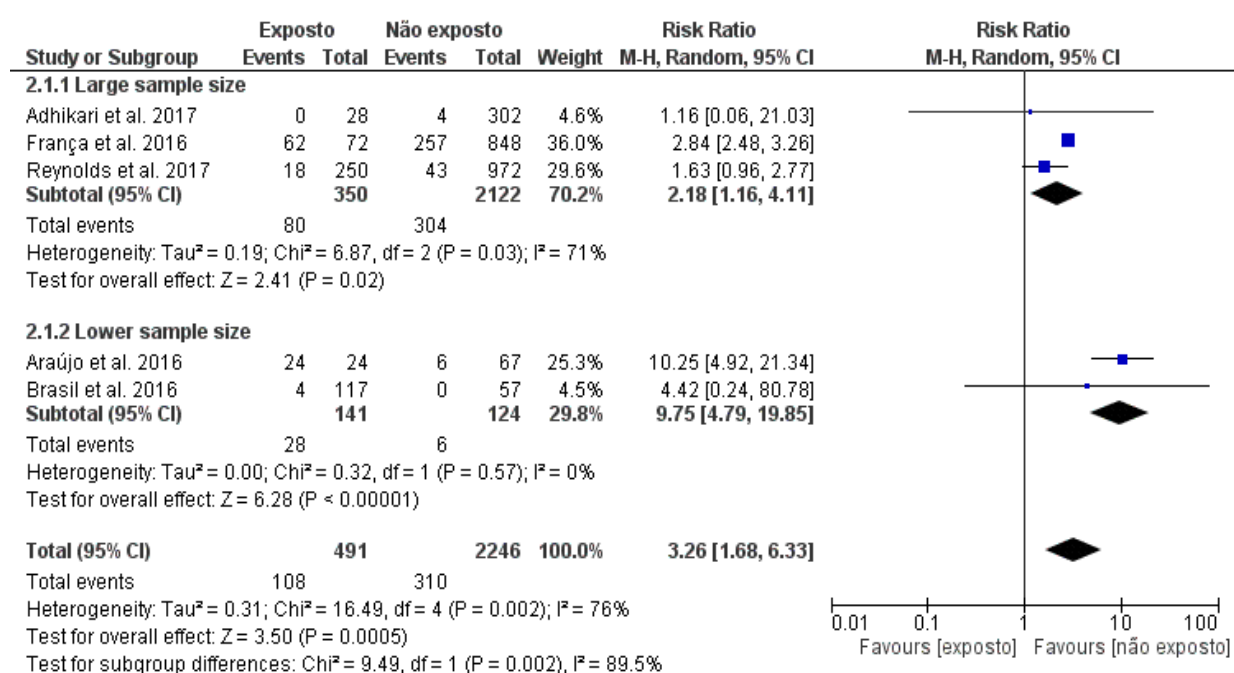 Exposto Não exposto Risk Ratio Risk Ratio
Study or Subgroup Events Total Events Total Weight M-H, Random, 95% CI M-H, Random, 95% CI
2.1.1 Large sample size
Adhikari et al. 2017 0 28 4 302 4.6% 1.16 [0.06, 21.03]
França et al. 2016 62 72 257 848 36.0% 2.84 [2.48, 3.26]
Reynolds et al. 2017 18 250 43 972 29.6% 1.63 [0.96, 2.77]
Subtotal (95% CI) 350 2122 70.2% 2.18 [1.16, 4.11]
Total events 80 304
Heterogeneity: Tau² = 0.19; Chi² = 6.87, df = 2 (P = 0.03); I² = 71%
Test for overall effect: Z = 2.41 (P = 0.02)
2.1.2 Lower sample size
Araújo et al. 2016 24 24 6 67 25.3% 10.25 [4.92, 21.34]
Brasil et al. 2016 4 117 0 57 4.5% 4.42 [0.24, 80.78]
Subtotal (95% CI) 141 124 29.8% 9.75 [4.79, 19.85]
Total events 28 6
Heterogeneity: Tau² = 0.00; Chi² = 0.32, df = 1 (P = 0.57); I² = 0%
Test for overall effect: Z = 6.28 (P < 0.00001)
Total (95% CI) 491 2246 100.0% 3.26 [1.68, 6.33]
Total events 108 310
Heterogeneity: Tau² = 0.31; Chi² = 16.49, df = 4 (P = 0.002); I² = 76%
Test for overall effect: Z = 3.50 (P = 0.0005)
Test for subgroup differences: Chi² = 9.49, df = 1 (P = 0.002), I² = 89.5%
0.01 0.1 1 10 100
Favours [exposto] Favours [não exposto]